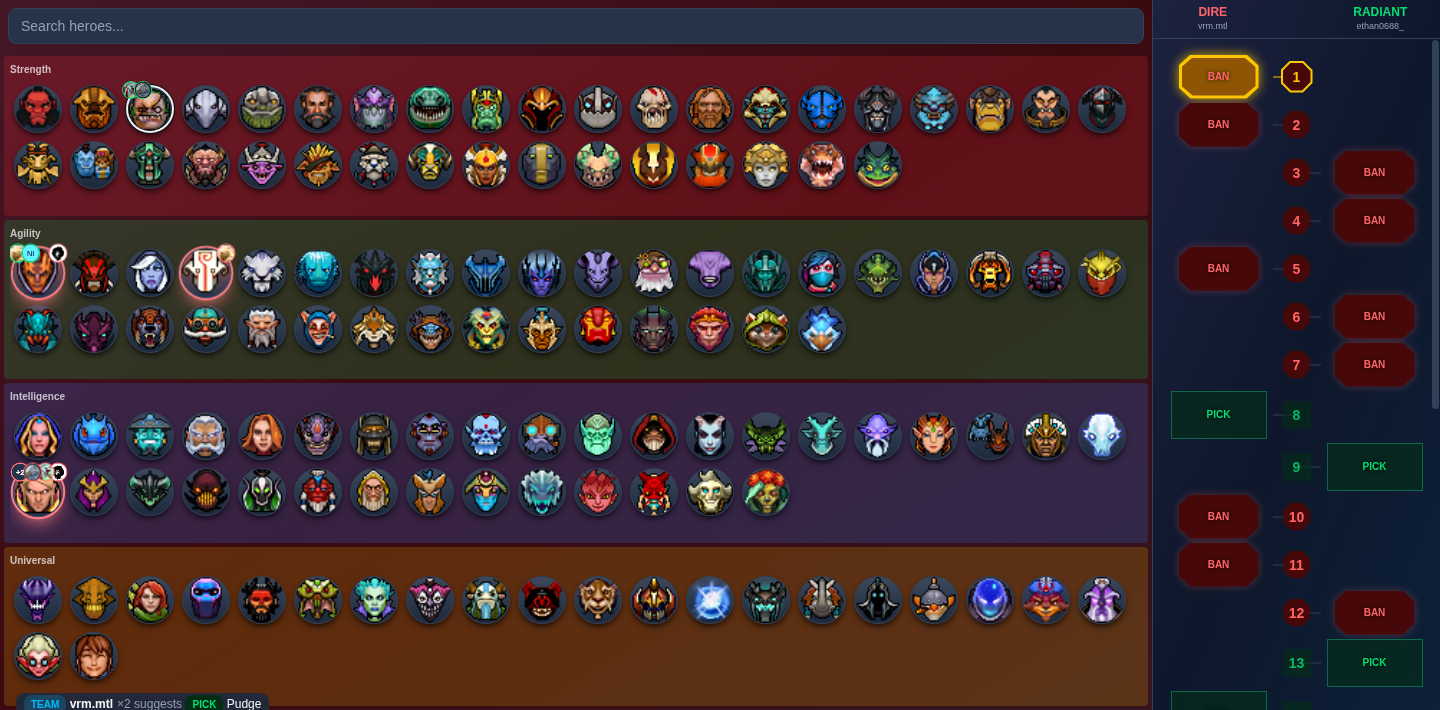 Search heroes...
DIRE
vrm.mtl
RADIANT
ethan0688_
Strength
Agility
NI
Intelligence
+2
Universal
BAN
1
BAN
2
3
BAN
4
BAN
BAN
5
6
BAN
7
BAN
PICK
8
9
PICK
BAN
10
BAN
11
12
BAN
13
PICK
TEAM vrm.mtl ×2 suggests PICK Pudge